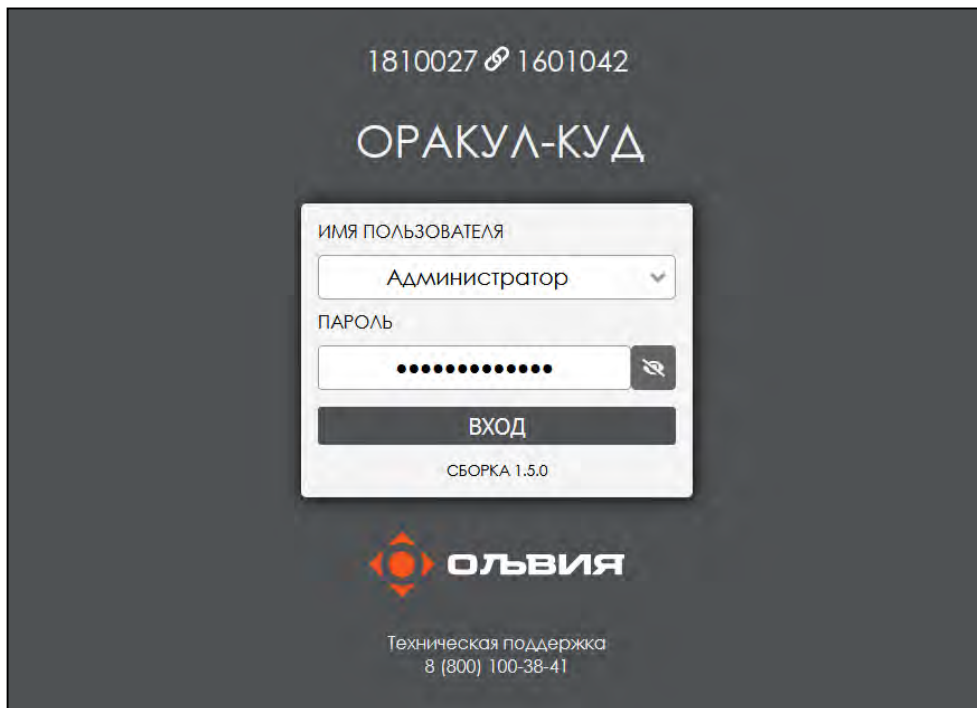 1810027 1601042
ОРАКУЛ-КУД
ИМЯ ПОЛЬЗОВАТЕЛЯ
Администратор
ПАРОЛЬ
•••••••••••••
ВХОД
СБОРКА 1.5.0
ОЛЬВИЯ
Техническая поддержка
8 (800) 100-38-41